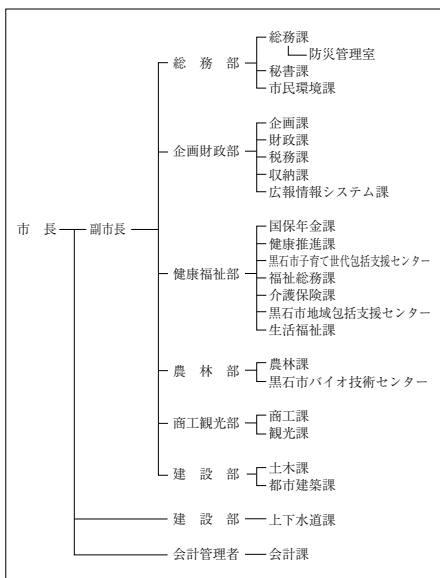 総務課
防災管理室
総務部
秘書課
市民環境課
企画課
財政課
企画財政部
税務課
収納課
広報情報システム課
市長
副市長
国保年金課
健康推進課
黒石市子育て世代包括支援センター
健康福祉部
福祉総務課
介護保険課
黒石市地域包括支援センター
生活福祉課
農林部
農林課
黒石市バイオ技術センター
商工観光部
商工課
観光課
建設部
土木課
都市建築課
建設部
上下水道課
会計管理者
会計課